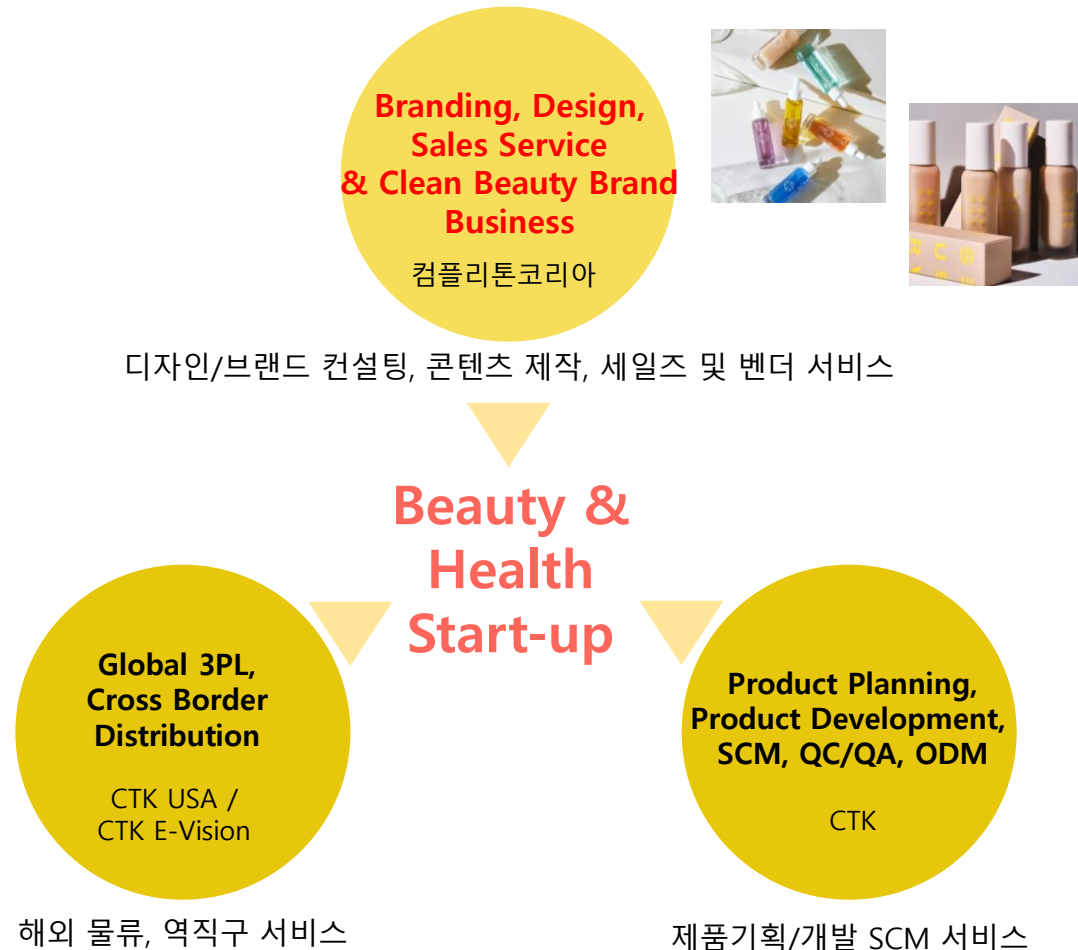 Branding, Design,
Sales Service
& Clean Beauty Brand
Business
컴플리톤코리아
디자인/브랜드 컨설팅, 콘텐츠 제작, 세일즈 및 벤더 서비스
Beauty &
Health
Start-up
Global 3PL,
Cross Border
Distribution
CTK USA /
CTK E-Vision
해외 물류, 역직구 서비스
Product Planning,
Product Development,
SCM, QC/QA, ODM
CTK
제품기획/개발 SCM 서비스